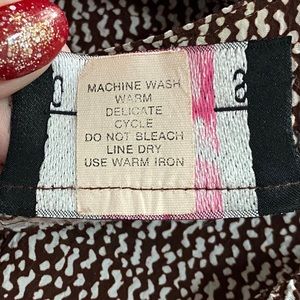 MACHINE WASH
WARM
DELICATE
CYCLE
DO NOT BLEACH
LINE DRY
USE WARM IRON